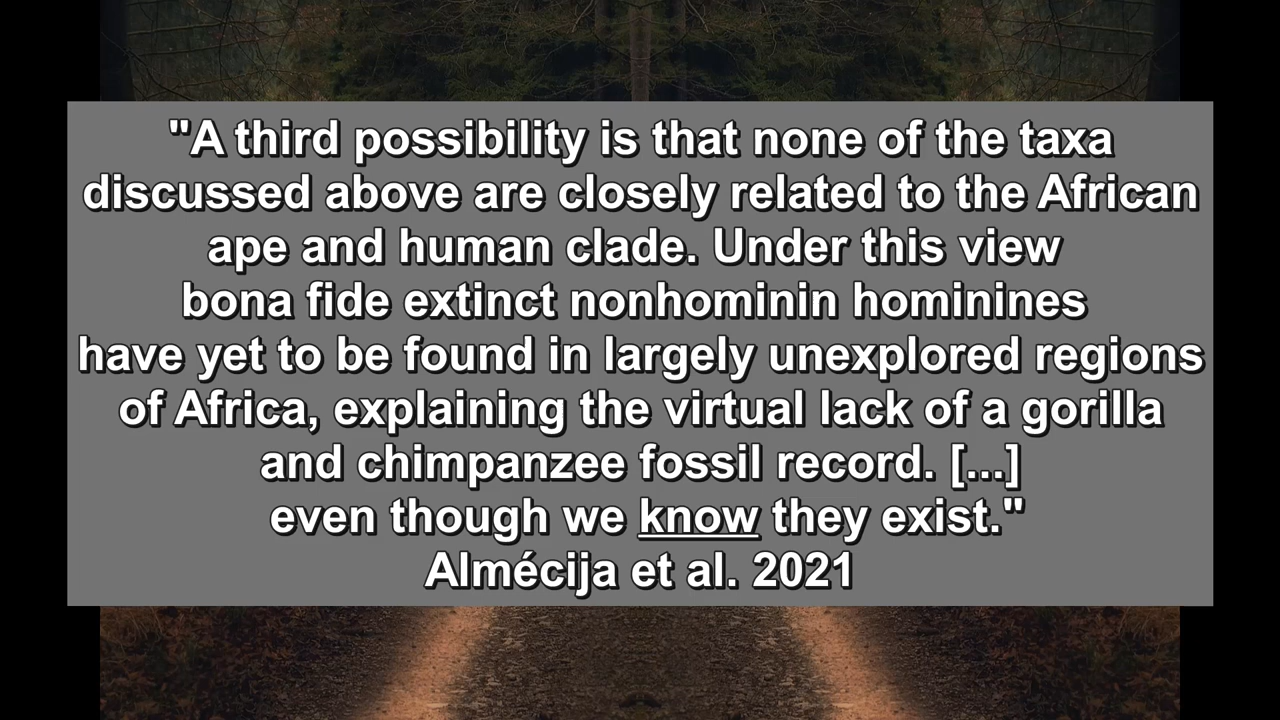 "A third possibility is that none of the taxa
discussed above are closely related to the African
ape and human clade. Under this view
bona fide extinct nonhominin hominines
have yet to be found in largely unexplored regions
of Africa, explaining the virtual lack of a gorilla
and chimpanzee fossil record. [...]
even though we know they exist."
Almécija et al. 2021